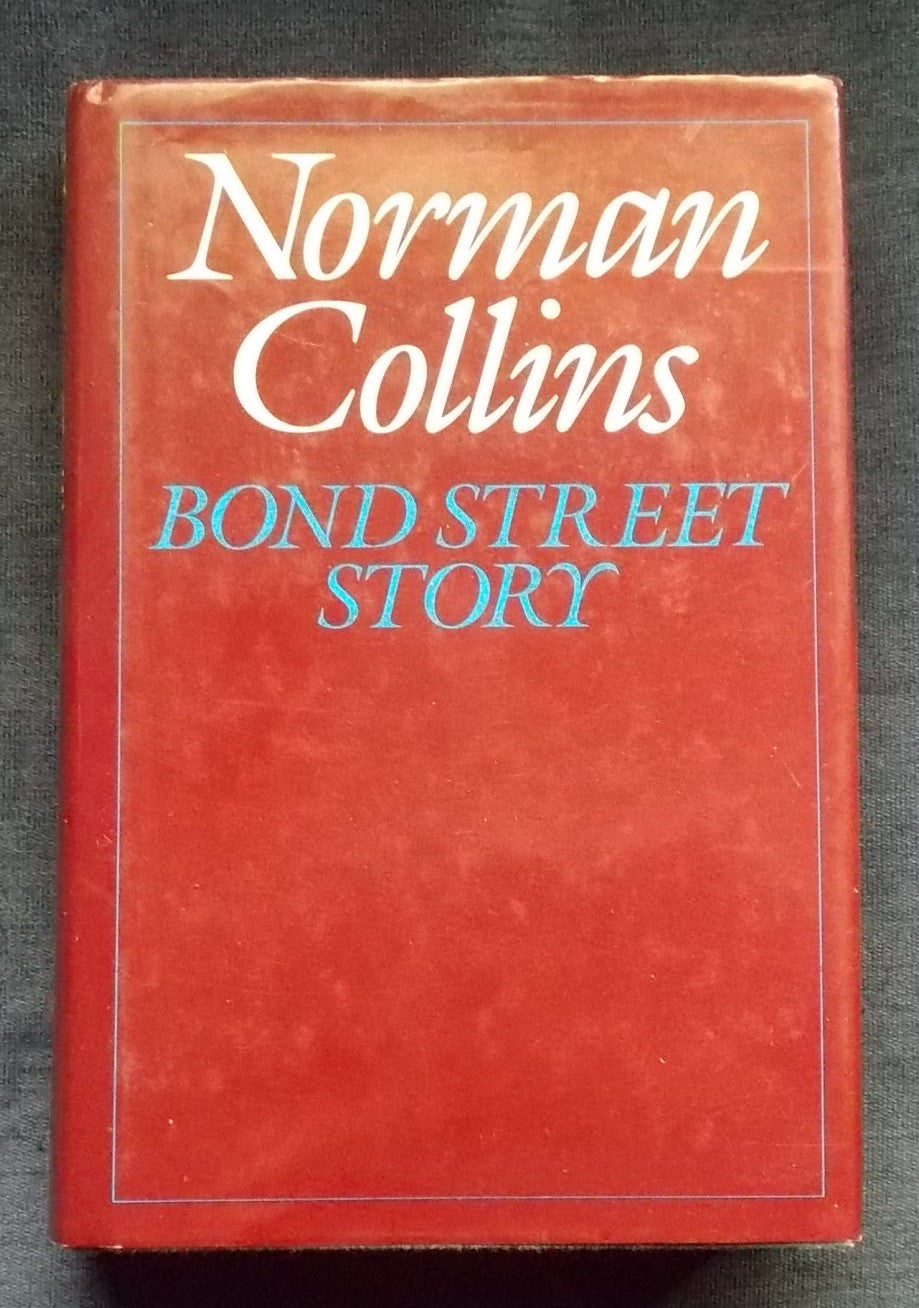 Norman
Collins
BOND STREET
STORY